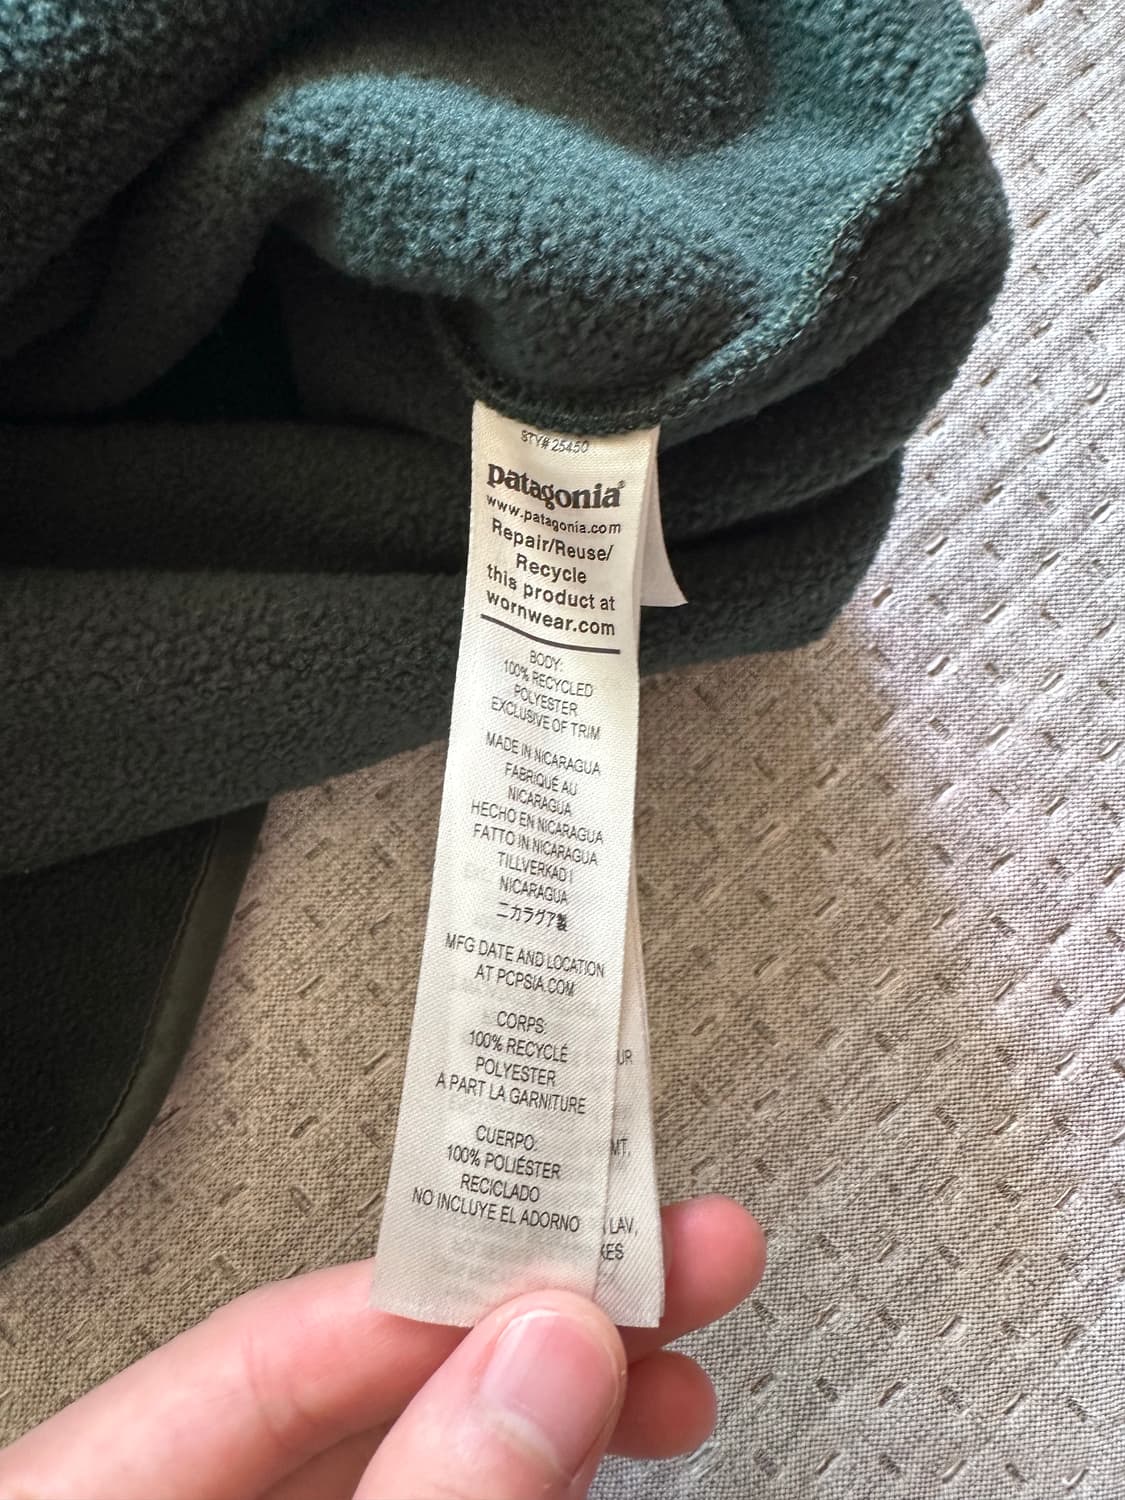 STY# 25450
patagonia®
www.patagonia.com
Repair/Reuse/
Recycle
this product at
wornwear.com
BODY:
100% RECYCLED
POLYESTER
EXCLUSIVE OF TRIM
MADE IN NICARAGUA
FABRIQUÉ AU
NICARAGUA
HECHO EN NICARAGUA
FATTO IN NICARAGUA
TILLVERKAD I
NICARAGUA
ニカラグア製
MFG DATE AND LOCATION
AT PCPSIA.COM
CORPS:
100% RECYCLÉ
POLYESTER
À PART LA GARNITURE
CUERPO:
100% POLIÉSTER
RECICLADO
NO INCLUYE EL ADORNO
LAV,